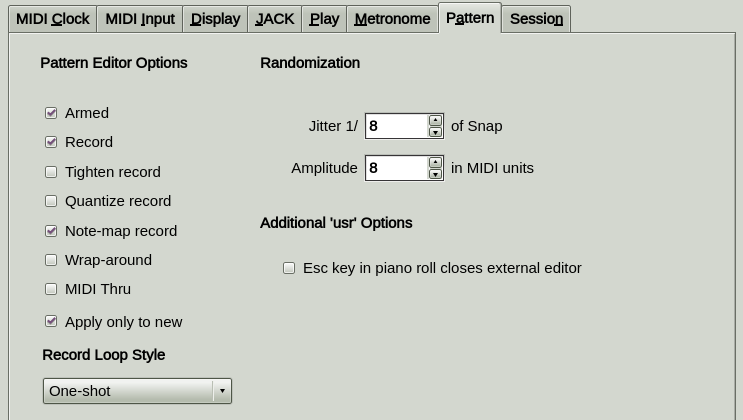 MIDI Clock MIDI Input Display JACK Play Metronome Pattern Session
Pattern Editor Options
Armed
Record
Tighten record
Quantize record
Note-map record
Wrap-around
MIDI Thru
Apply only to new
Record Loop Style
One-shot
Randomization
Jitter 1/ 8 of Snap
Amplitude 8 in MIDI units
Additional 'usr' Options
Esc key in piano roll closes external editor